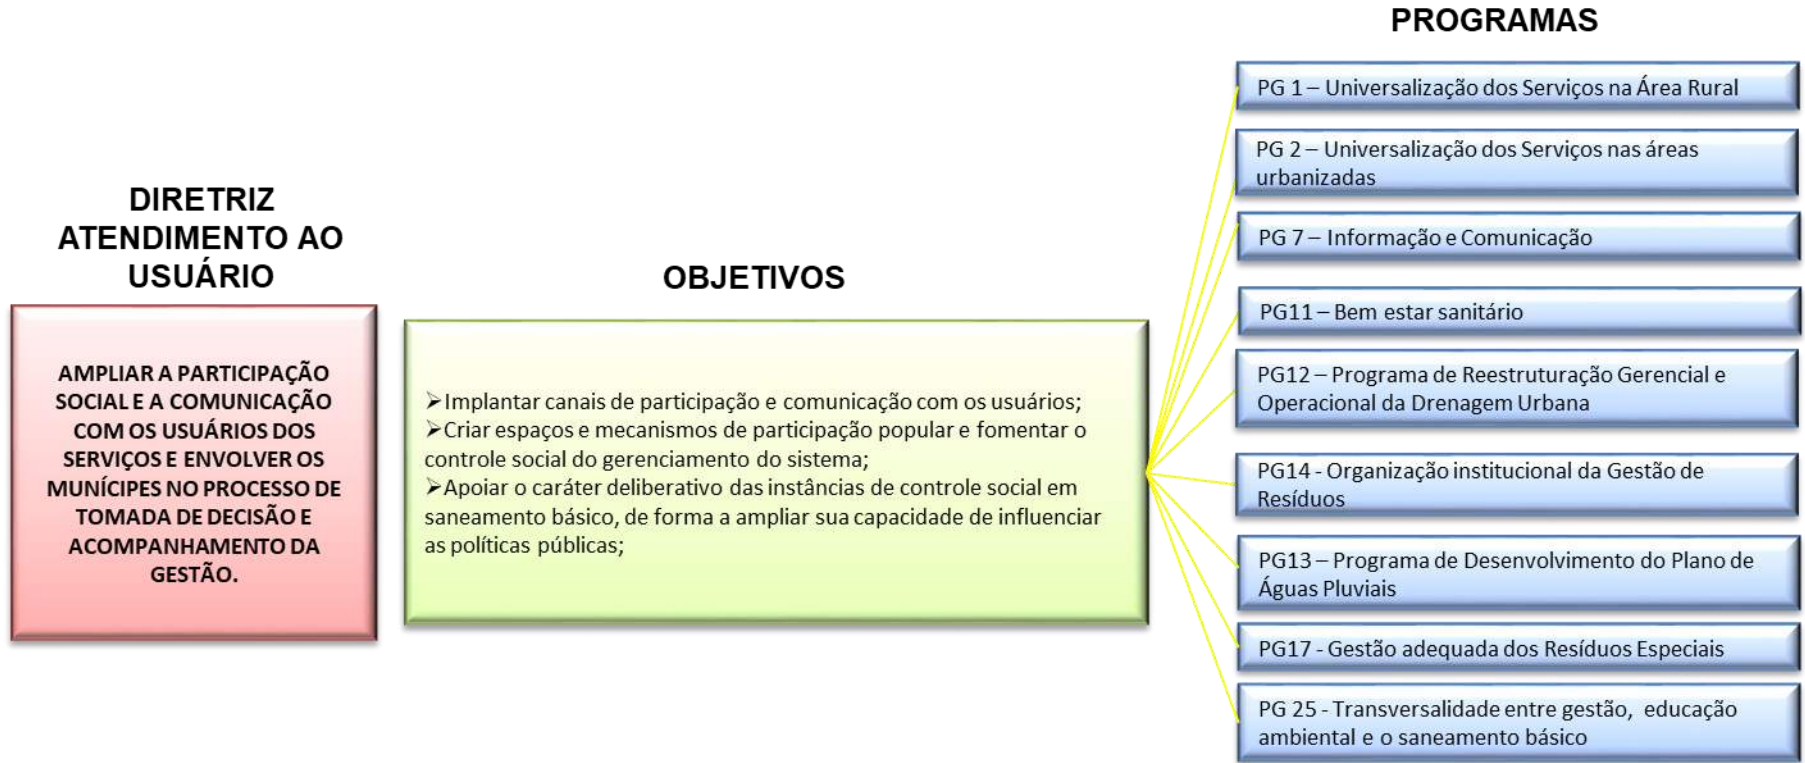 DIRETRIZ
ATENDIMENTO AO
USUÁRIO
AMPLIAR A PARTICIPAÇÃO
SOCIAL E A COMUNICAÇÃO
COM OS USUÁRIOS DOS
SERVIÇOS E ENVOLVER OS
MUNÍCIPES NO PROCESSO DE
TOMADA DE DECISÃO E
ACOMPANHAMENTO DA
GESTÃO.
OBJETIVOS
➢Implantar canais de participação e comunicação com os usuários;
➢Criar espaços e mecanismos de participação popular e fomentar o
controle social do gerenciamento do sistema;
➢Apoiar o caráter deliberativo das instâncias de controle social em
saneamento básico, de forma a ampliar sua capacidade de influenciar
as políticas públicas;
PROGRAMAS
PG 1 – Universalização dos Serviços na Área Rural
PG 2 – Universalização dos Serviços nas áreas
urbanizadas
PG 7 – Informação e Comunicação
PG11 – Bem estar sanitário
PG12 – Programa de Reestruturação Gerencial e
Operacional da Drenagem Urbana
PG14 - Organização institucional da Gestão de
Resíduos
PG13 – Programa de Desenvolvimento do Plano de
Águas Pluviais
PG17 - Gestão adequada dos Resíduos Especiais
PG 25 - Transversalidade entre gestão, educação
ambiental e o saneamento básico